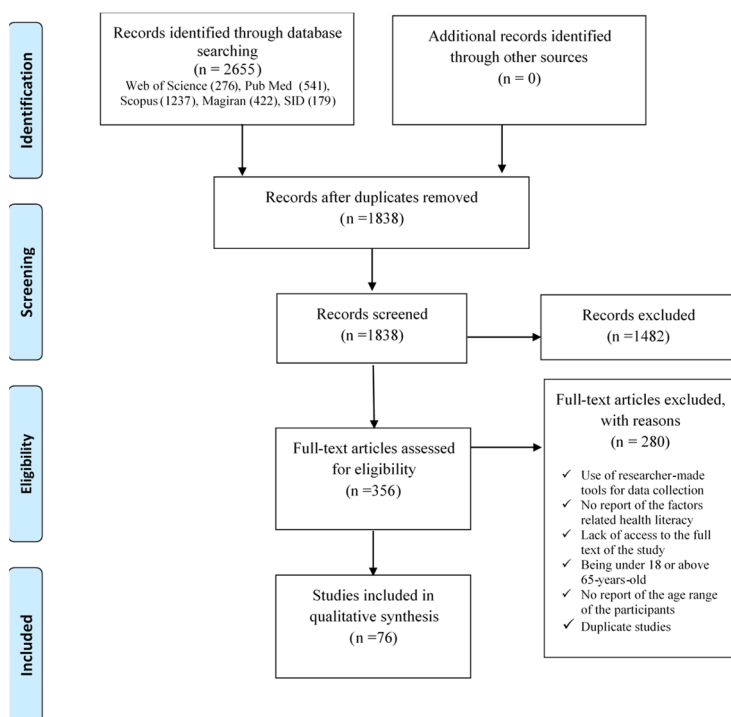 Identification
Records identified through database
searching
(n = 2655)
Web of Science (276), Pub Med (541),
Scopus (1237), Magiran (422), SID (179)
Additional records identified
through other sources
(n = 0)
Records after duplicates removed
(n =1838)
Screening
Records screened
(n =1838)
Records excluded
(n =1482)
Eligibility
Full-text articles assessed
for eligibility
(n =356)
Full-text articles excluded,
with reasons
(n = 280)
✓ Use of researcher-made
tools for data collection
✓ No report of the factors
related health literacy
✓ Lack of access to the full
text of the study
✓ Being under 18 or above
65-years-old
✓ No report of the age range
of the participants
✓ Duplicate studies
Included
Studies included in
qualitative synthesis
(n =76)